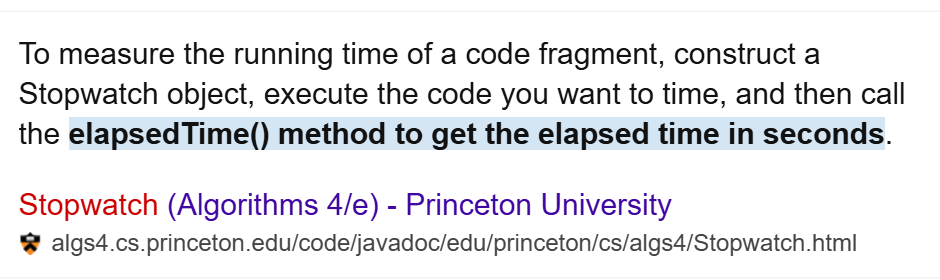 To measure the running time of a code fragment, construct a
Stopwatch object, execute the code you want to time, and then call
the elapsedTime() method to get the elapsed time in seconds.
Stopwatch (Algorithms 4/e) - Princeton University
algs4.cs.princeton.edu/code/javadoc/edu/princeton/cs/algs4/Stopwatch.html